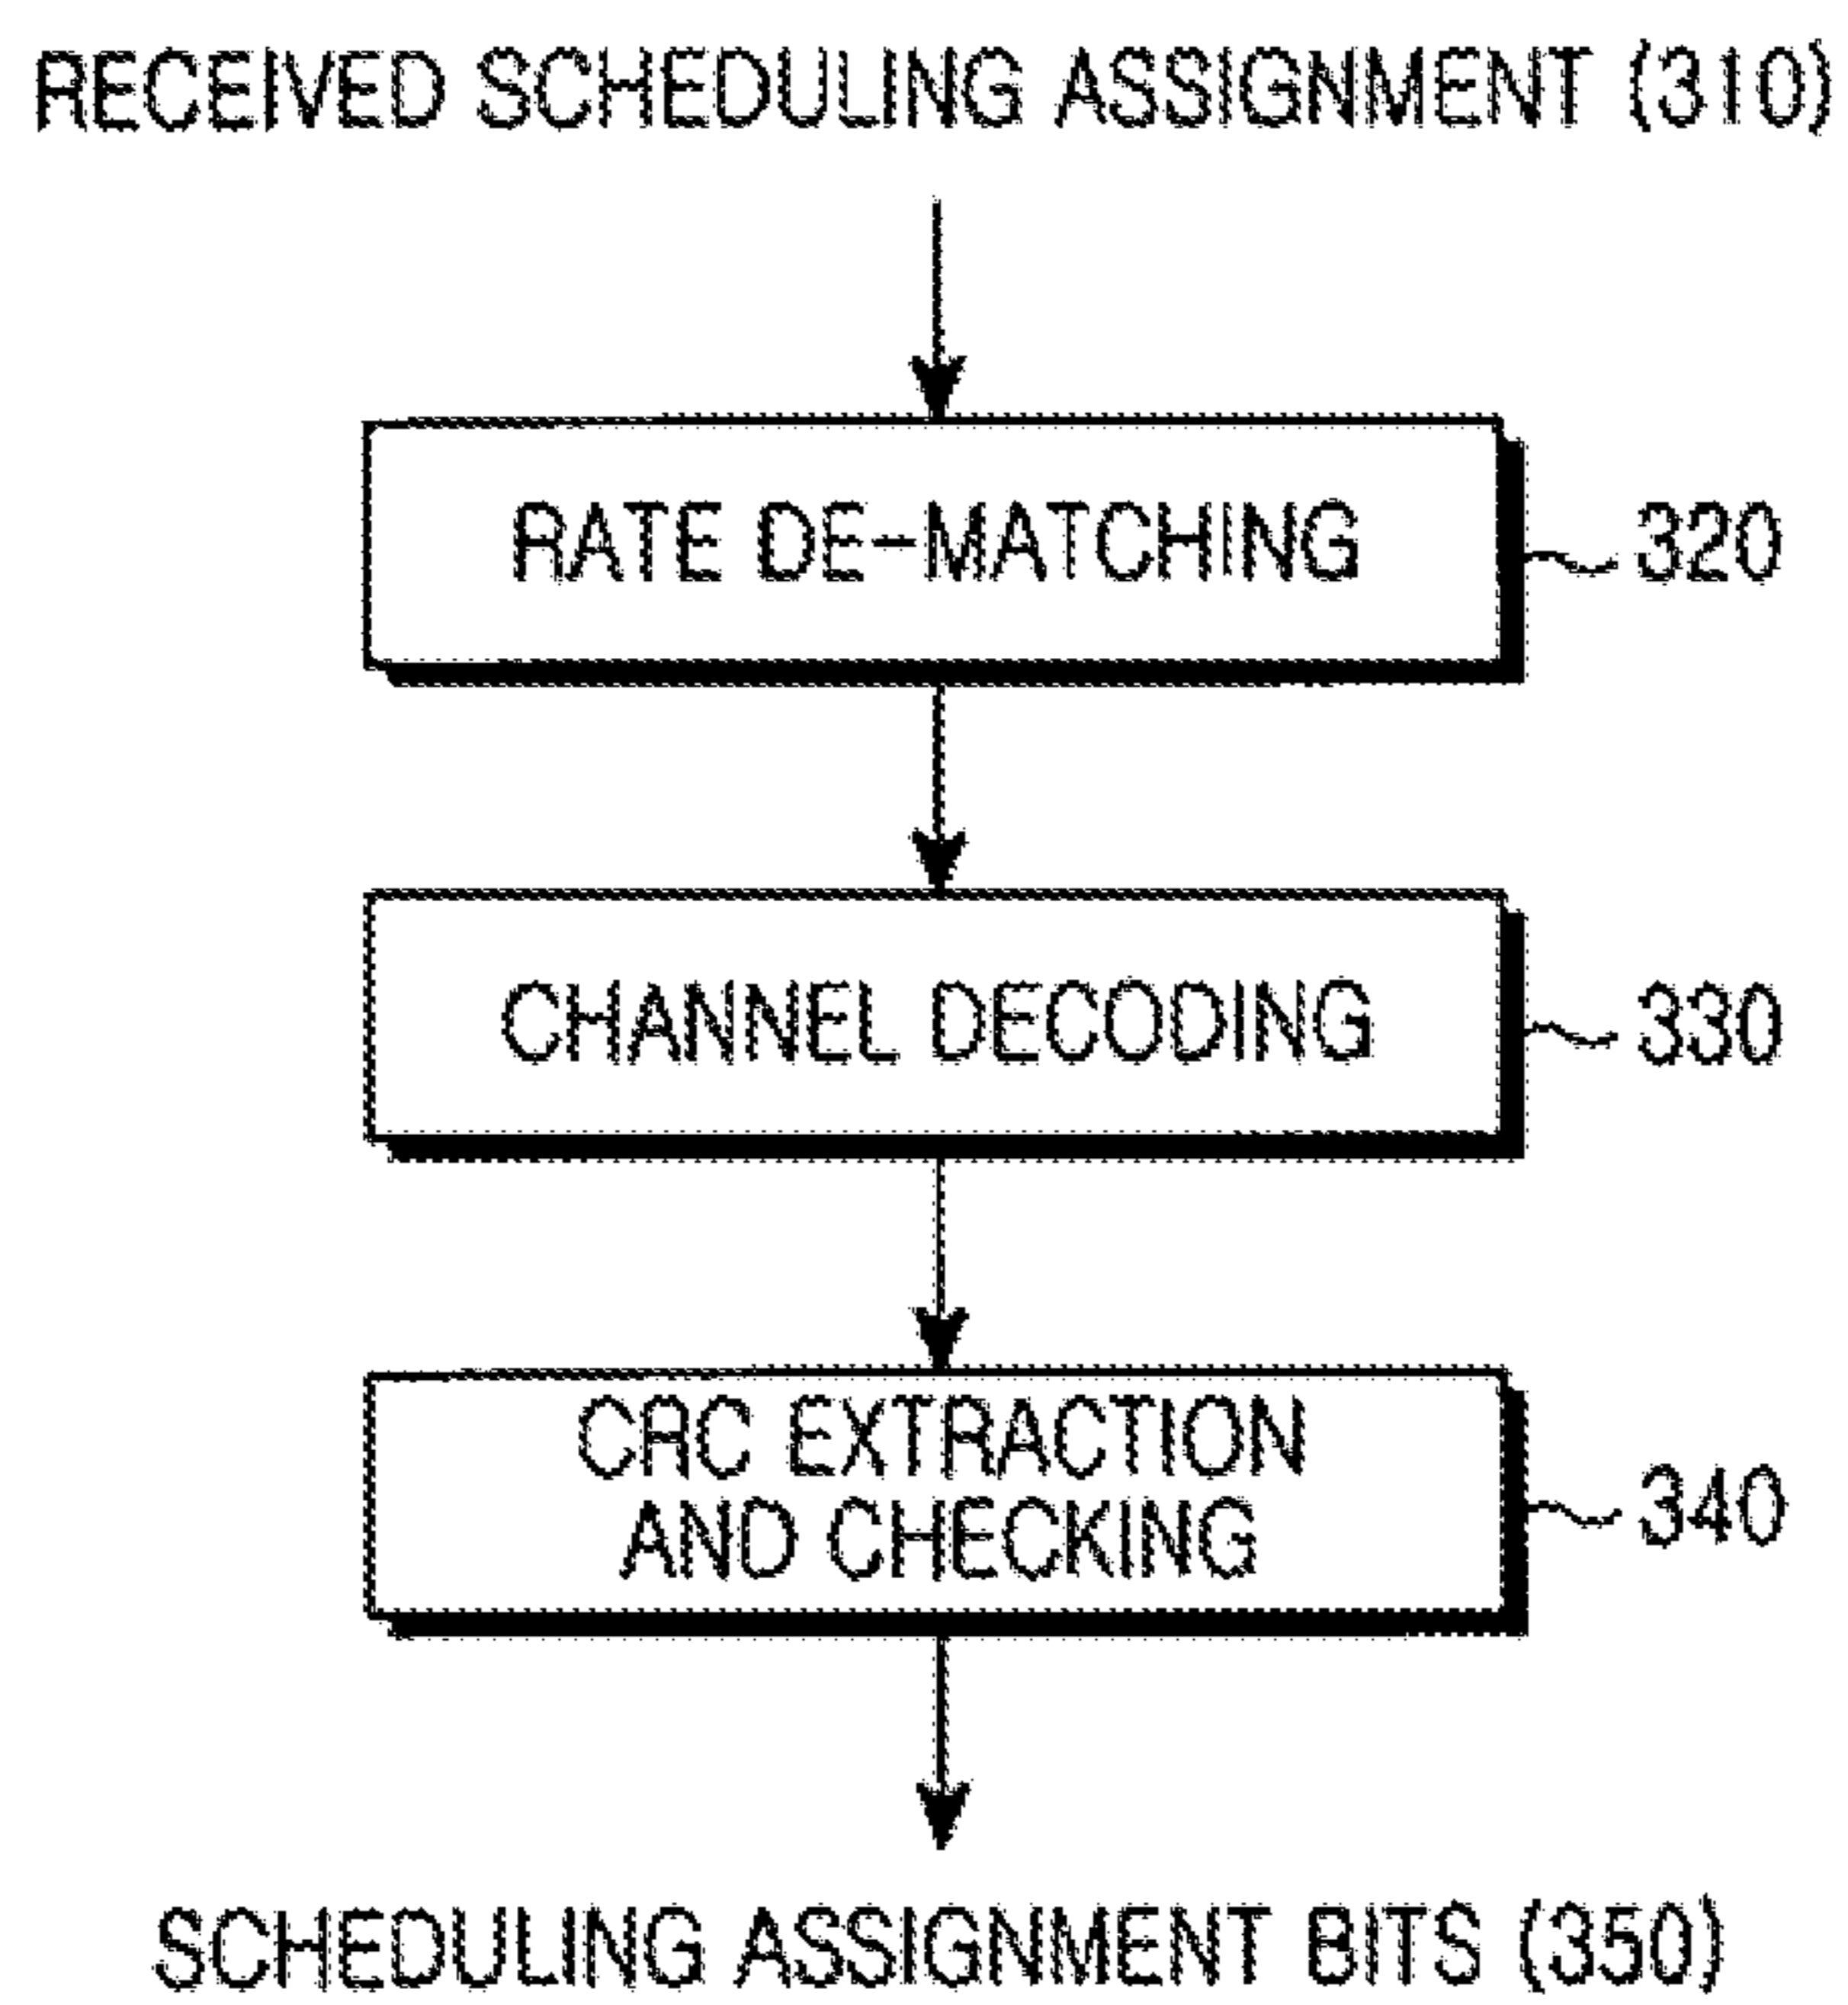 RECEIVED SCHEDULING ASSIGNMENT (310)
RATE DE-MATCHING
320
CHANNEL DECODING
330
CRC EXTRACTION
AND CHECKING
340
SCHEDULING ASSIGNMENT BITS (350)